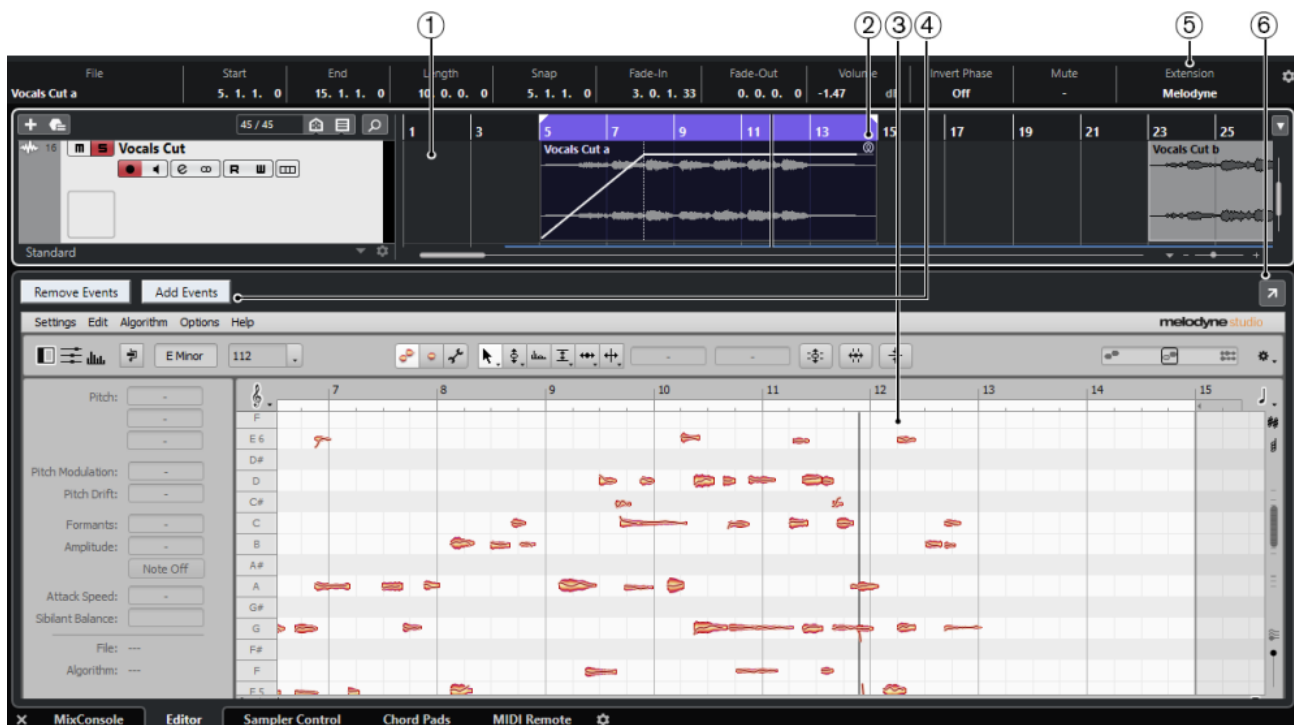 ① ② ③ ④ ⑤ ⑥
File Start End Length Snap Fade-In Fade-Out Volume Invert Phase Mute Extension
Vocals Cut a 5. 1. 1. 0 15. 1. 1. 0 10. 0. 0. 0 5. 1. 1. 0 3. 0. 1. 33 0. 0. 0. 0 -1.47 dB Off - Melodyne
45 / 45 1 3 5 7 9 11 13 15 17 19 21 23 25
16 m S Vocals Cut Vocals Cut a Vocals Cut b
e R W
Standard
Remove Events Add Events
Settings Edit Algorithm Options Help melodyne studio
E Minor 112 - -
7 8 9 10 11 12 13 14 15
Pitch: -
F
- E 6
D#
Pitch Modulation: - D
Pitch Drift: - C#
Formants: - C
Amplitude: - B
Note Off A#
Attack Speed: - A
G#
Sibilant Balance: G
File: --- F#
Algorithm: --- F
E 5
X MixConsole Editor Sampler Control Chord Pads MIDI Remote